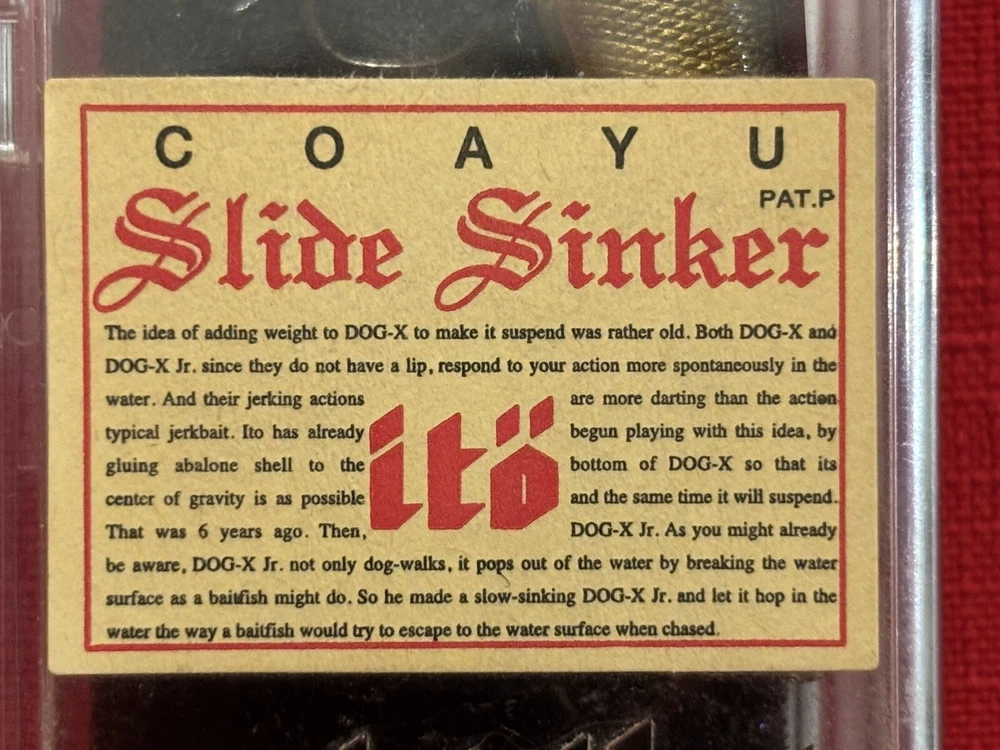 COAYU
Slide Sinker
PAT.P
The idea of adding weight to DOG-X to make it suspend was rather old. Both DOG-X and
DOG-X Jr. since they do not have a lip, respond to your action more spontaneously in the
water. And their jerking actions are more darting than the action
typical jerkbait. Ito has already begun playing with this idea, by
gluing abalone shell to the bottom of DOG-X so that its
center of gravity is as possible and the same time it will suspend.
That was 6 years ago. Then, DOG-X Jr. As you might already
itö
be aware, DOG-X Jr. not only dog-walks, it pops out of the water by breaking the water
surface as a baitfish might do. So he made a slow-sinking DOG-X Jr. and let it hop in the
water the way a baitfish would try to escape to the water surface when chased.